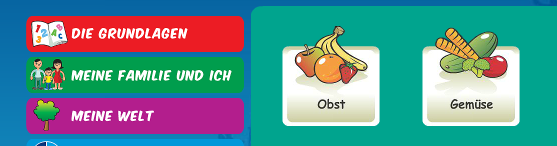 DIE GRUNDLAGEN
MEINE FAMILIE UND ICH
MEINE WELT
Obst
Gemüse